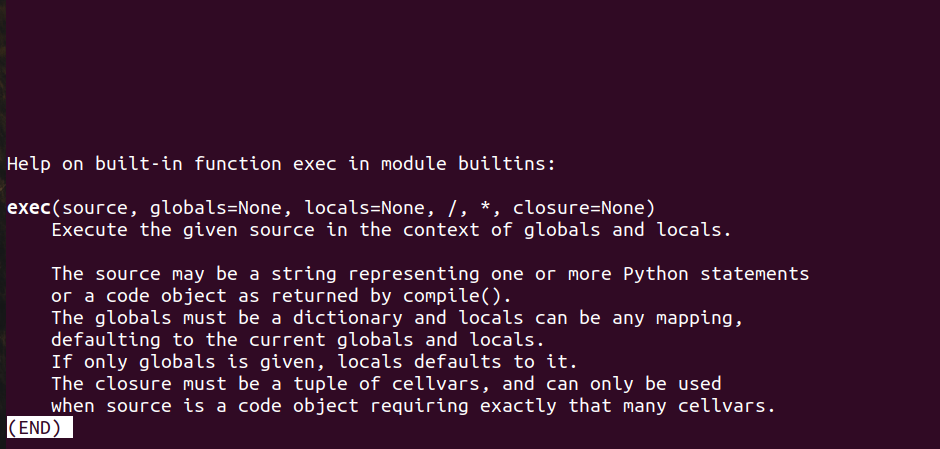 Help on built-in function exec in module builtins:
exec(source, globals=None, locals=None, /, *, closure=None)
Execute the given source in the context of globals and locals.
The source may be a string representing one or more Python statements
or a code object as returned by compile().
The globals must be a dictionary and locals can be any mapping,
defaulting to the current globals and locals.
If only globals is given, locals defaults to it.
The closure must be a tuple of cellvars, and can only be used
when source is a code object requiring exactly that many cellvars.
(END)